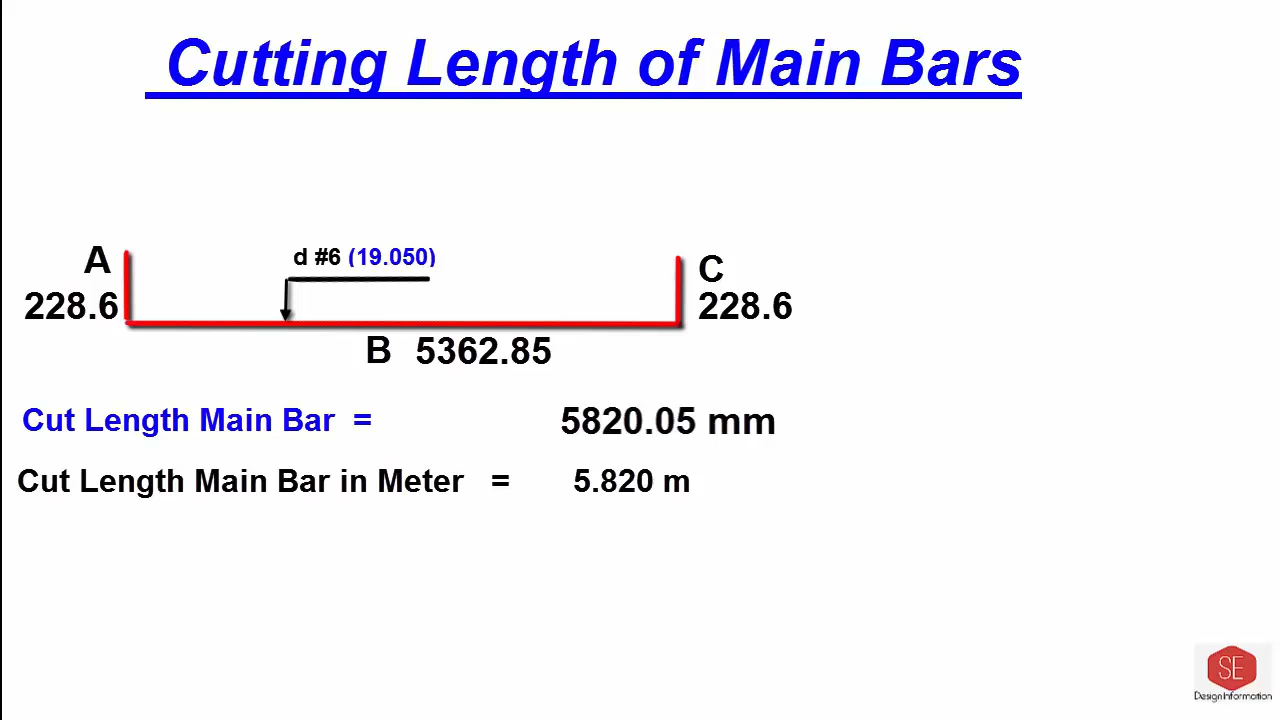 Cutting Length of Main Bars
d #6 (19.050)
A
C
228.6
228.6
B 5362.85
Cut Length Main Bar = 5820.05 mm
Cut Length Main Bar in Meter = 5.820 m
SE
Design Information